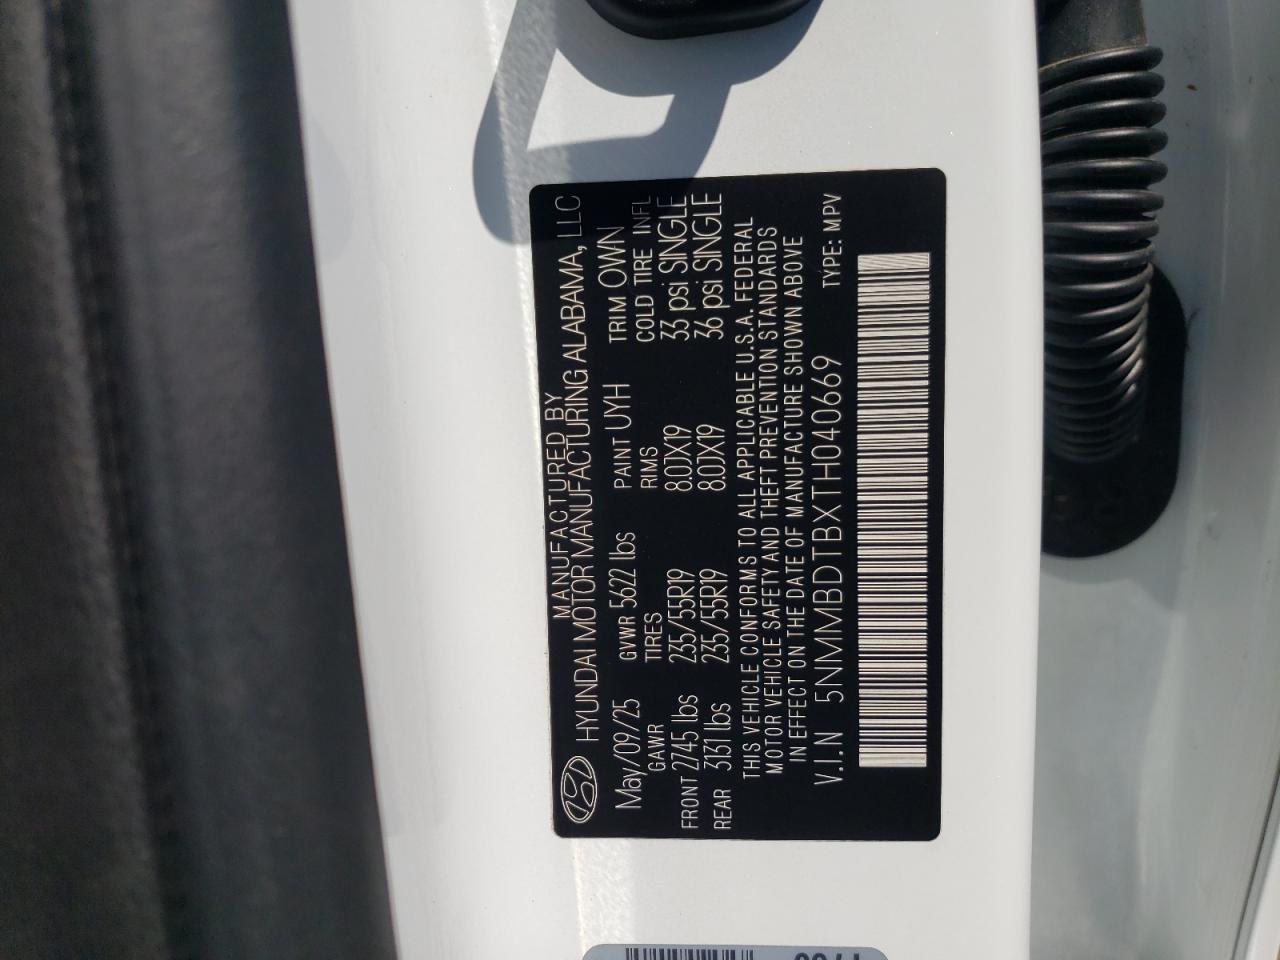 MANUFACTURED BY
HYUNDAI MOTOR MANUFACTURING ALABAMA, LLC
May/09/25 GVWR 5622 lbs PAINT UYH TRIM OWN
GAWR TIRES RIMS COLD TIRE INFL
FRONT 2745 lbs 235/55R19 8.0JX19 33 psi SINGLE
REAR 3131 lbs 235/55R19 8.0JX19 36 psi SINGLE
THIS VEHICLE CONFORMS TO ALL APPLICABLE U.S.A. FEDERAL
MOTOR VEHICLE SAFETY AND THEFT PREVENTION STANDARDS
IN EFFECT ON THE DATE OF MANUFACTURE SHOWN ABOVE
V.I.N 5NMMBDTBXTH040669 TYPE: MPV